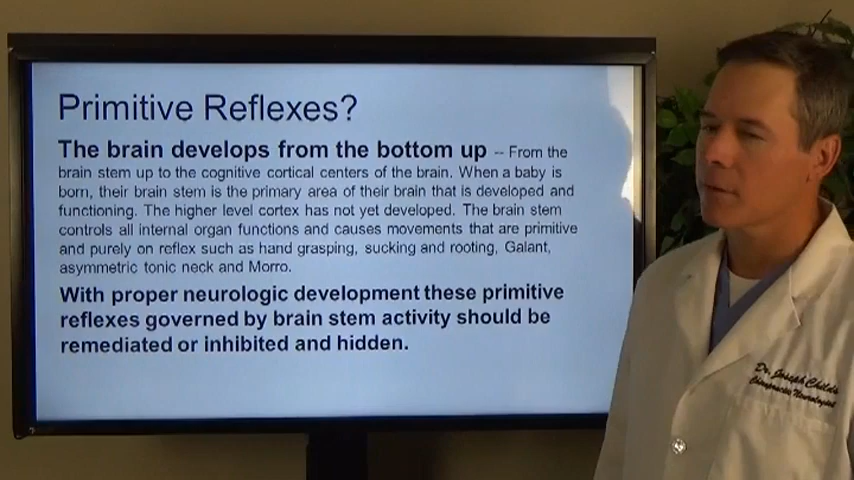 Primitive Reflexes?
The brain develops from the bottom up – From the
brain stem up to the cognitive cortical centers of the brain. When a baby is
born, their brain stem is the primary area of their brain that is developed and
functioning. The higher level cortex has not yet developed. The brain stem
controls all internal organ functions and causes movements that are primitive
and purely on reflex such as hand grasping, sucking and rooting, Galant,
asymmetric tonic neck and Morro.
With proper neurologic development these primitive
reflexes governed by brain stem activity should be
remediated or inhibited and hidden.
Dr. Joseph Childs
Chiropractic Neurologist